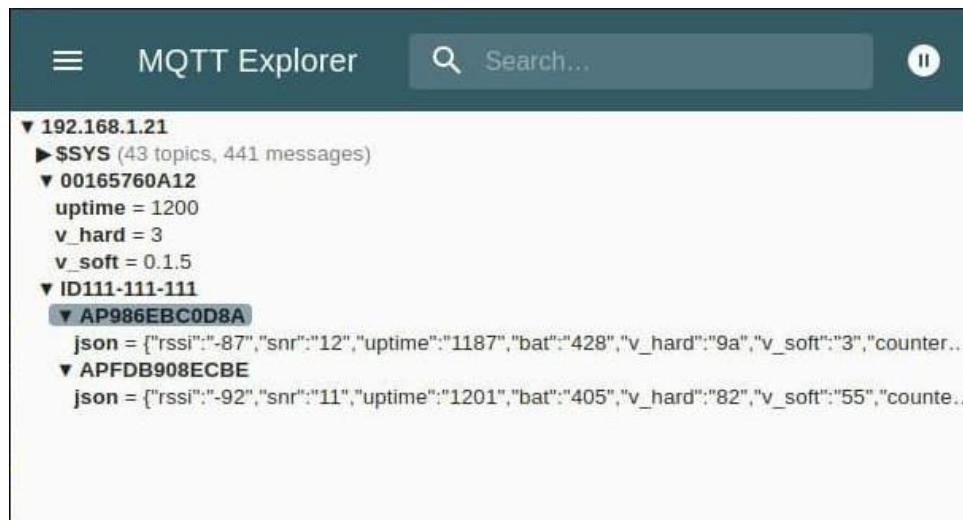 MQTT Explorer Search...
▼ 192.168.1.21
▶ $SYS (43 topics, 441 messages)
▼ 00165760A12
uptime = 1200
v_hard = 3
v_soft = 0.1.5
▼ ID111-111-111
▼ AP986EBC0D8A
json = {"rssi":"-87","snr":"12","uptime":"1187","bat":"428","v_hard":"9a","v_soft":"3","counter...
▼ APFDB908ECBE
json = {"rssi":"-92","snr":"11","uptime":"1201","bat":"405","v_hard":"82","v_soft":"55","counte...